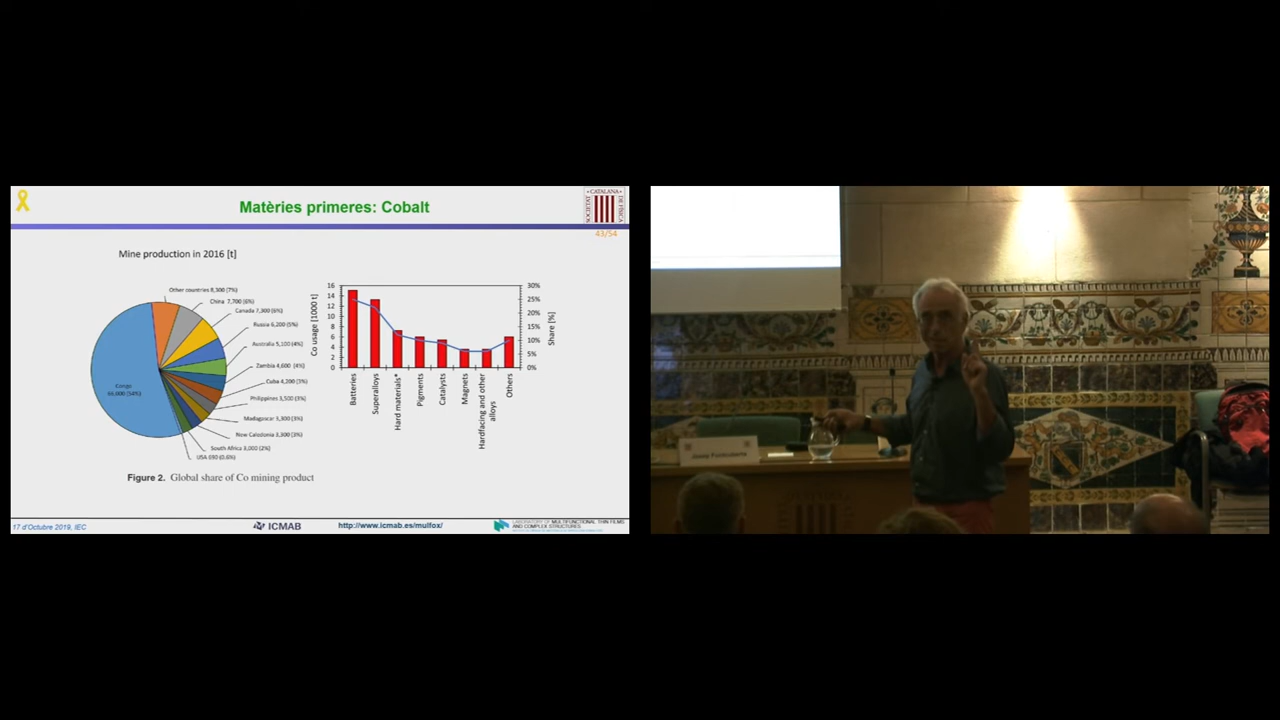 Matèries primeres: Cobalt
SOCIETAT
CATALANA
DE FÍSICA
43/54
Mine production in 2016 [t]
Other countries 8,300 (7%)
China 7,700 (6%)
Canada 7,300 (6%)
Russia 6,200 (5%)
Australia 5,100 (4%)
Zambia 4,600 (4%)
Cuba 4,200 (3%)
Philippines 3,500 (3%)
Madagascar 3,300 (3%)
New Caledonia 3,300 (3%)
South Africa 3,000 (2%)
USA 690 (0.6%)
Congo
66,000 (54%)
Co usage [1000 t]
16
14
12
10
8
6
4
2
0
30%
25%
20%
15%
10%
5%
0%
Share [%]
Batteries
Superalloys
Hard materials*
Pigments
Catalysts
Magnets
Hardfacing and other
alloys
Others
Figure 2. Global share of Co mining product
17 d'Octubre 2019, IEC
ICMAB
http://www.icmab.es/mulfox/
LABORATORY OF MULTIFUNCTIONAL THIN FILMS
AND COMPLEX STRUCTURES
Josep Fontcuberta